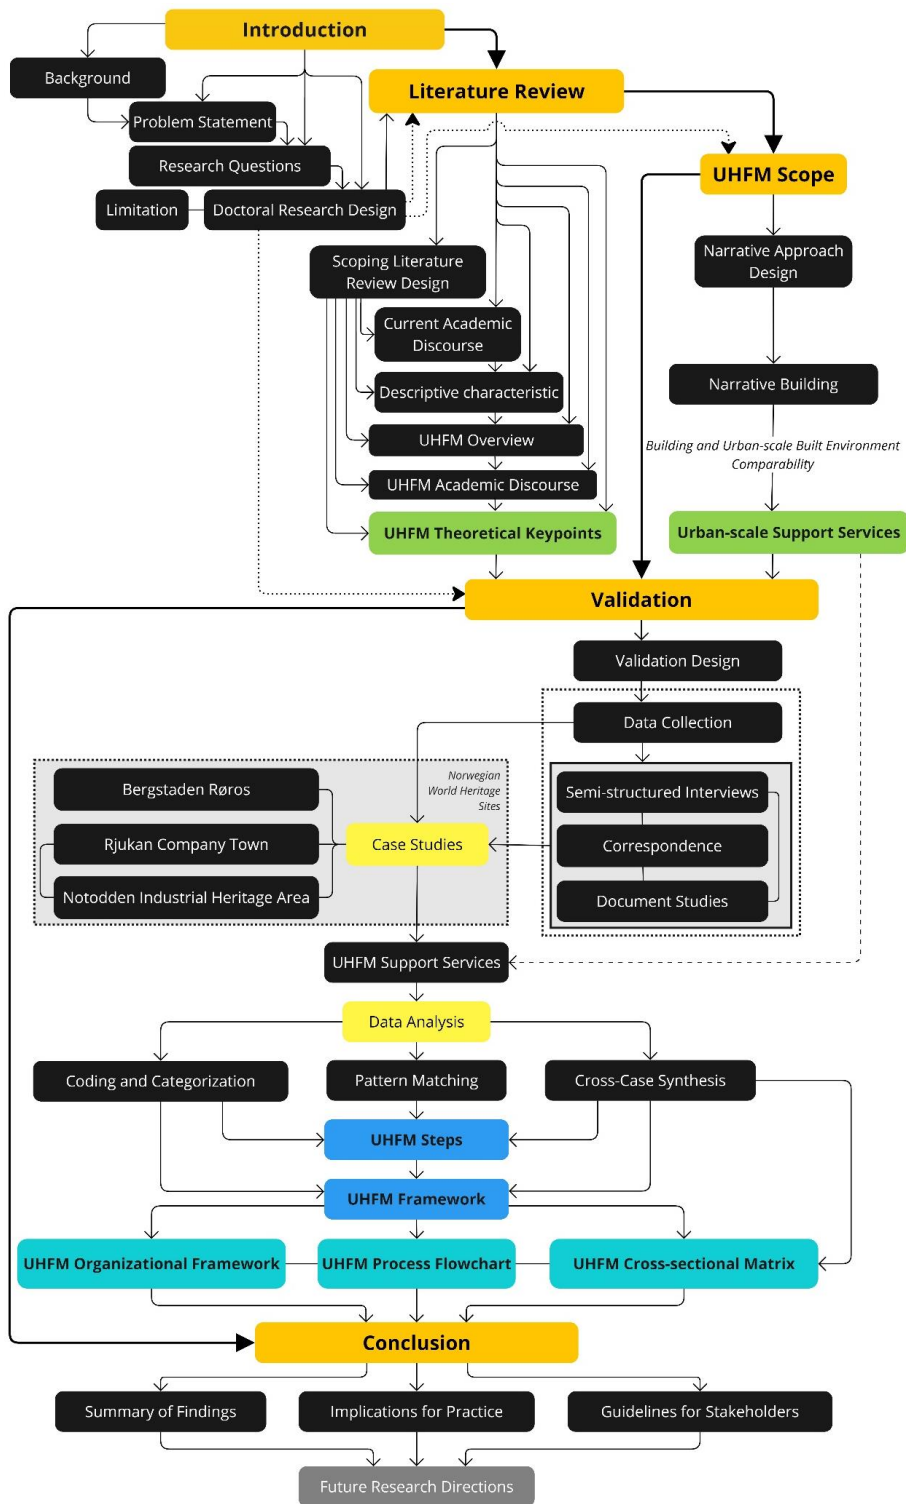 Introduction
Background
Literature Review
Problem Statement
Research Questions
UHFM Scope
Limitation
Doctoral Research Design
Scoping Literature
Review Design
Narrative Approach
Design
Current Academic
Discourse
Descriptive characteristic
Narrative Building
UHFM Overview
Building and Urban-scale Built Environment
Comparability
UHFM Academic Discourse
UHFM Theoretical Keypoints
Urban-scale Support Services
Validation
Validation Design
Data Collection
Norwegian
World Heritage
Sites
Bergstaden Røros
Semi-structured Interviews
Rjukan Company Town
Case Studies
Correspondence
Notodden Industrial Heritage Area
Document Studies
UHFM Support Services
Data Analysis
Coding and Categorization
Pattern Matching
Cross-Case Synthesis
UHFM Steps
UHFM Framework
UHFM Organizational Framework
UHFM Process Flowchart
UHFM Cross-sectional Matrix
Conclusion
Summary of Findings
Implications for Practice
Guidelines for Stakeholders
Future Research Directions